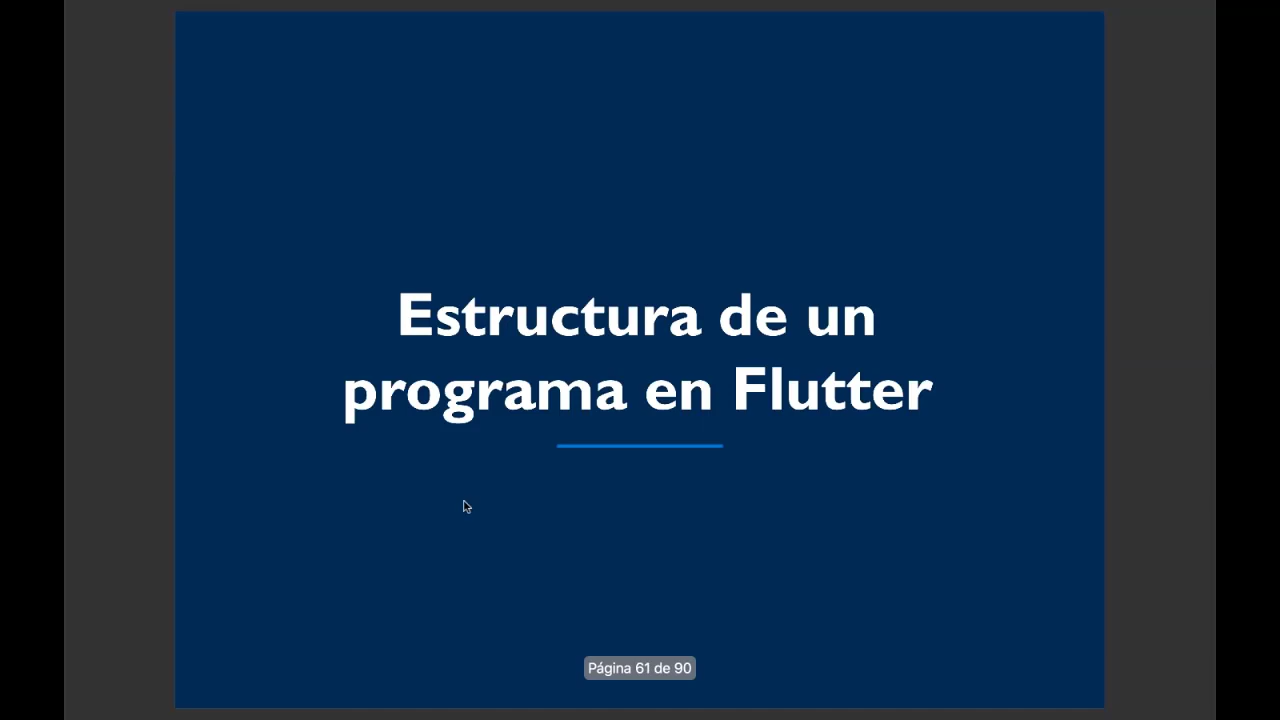 Estructura de un
programa en Flutter
Página 61 de 90